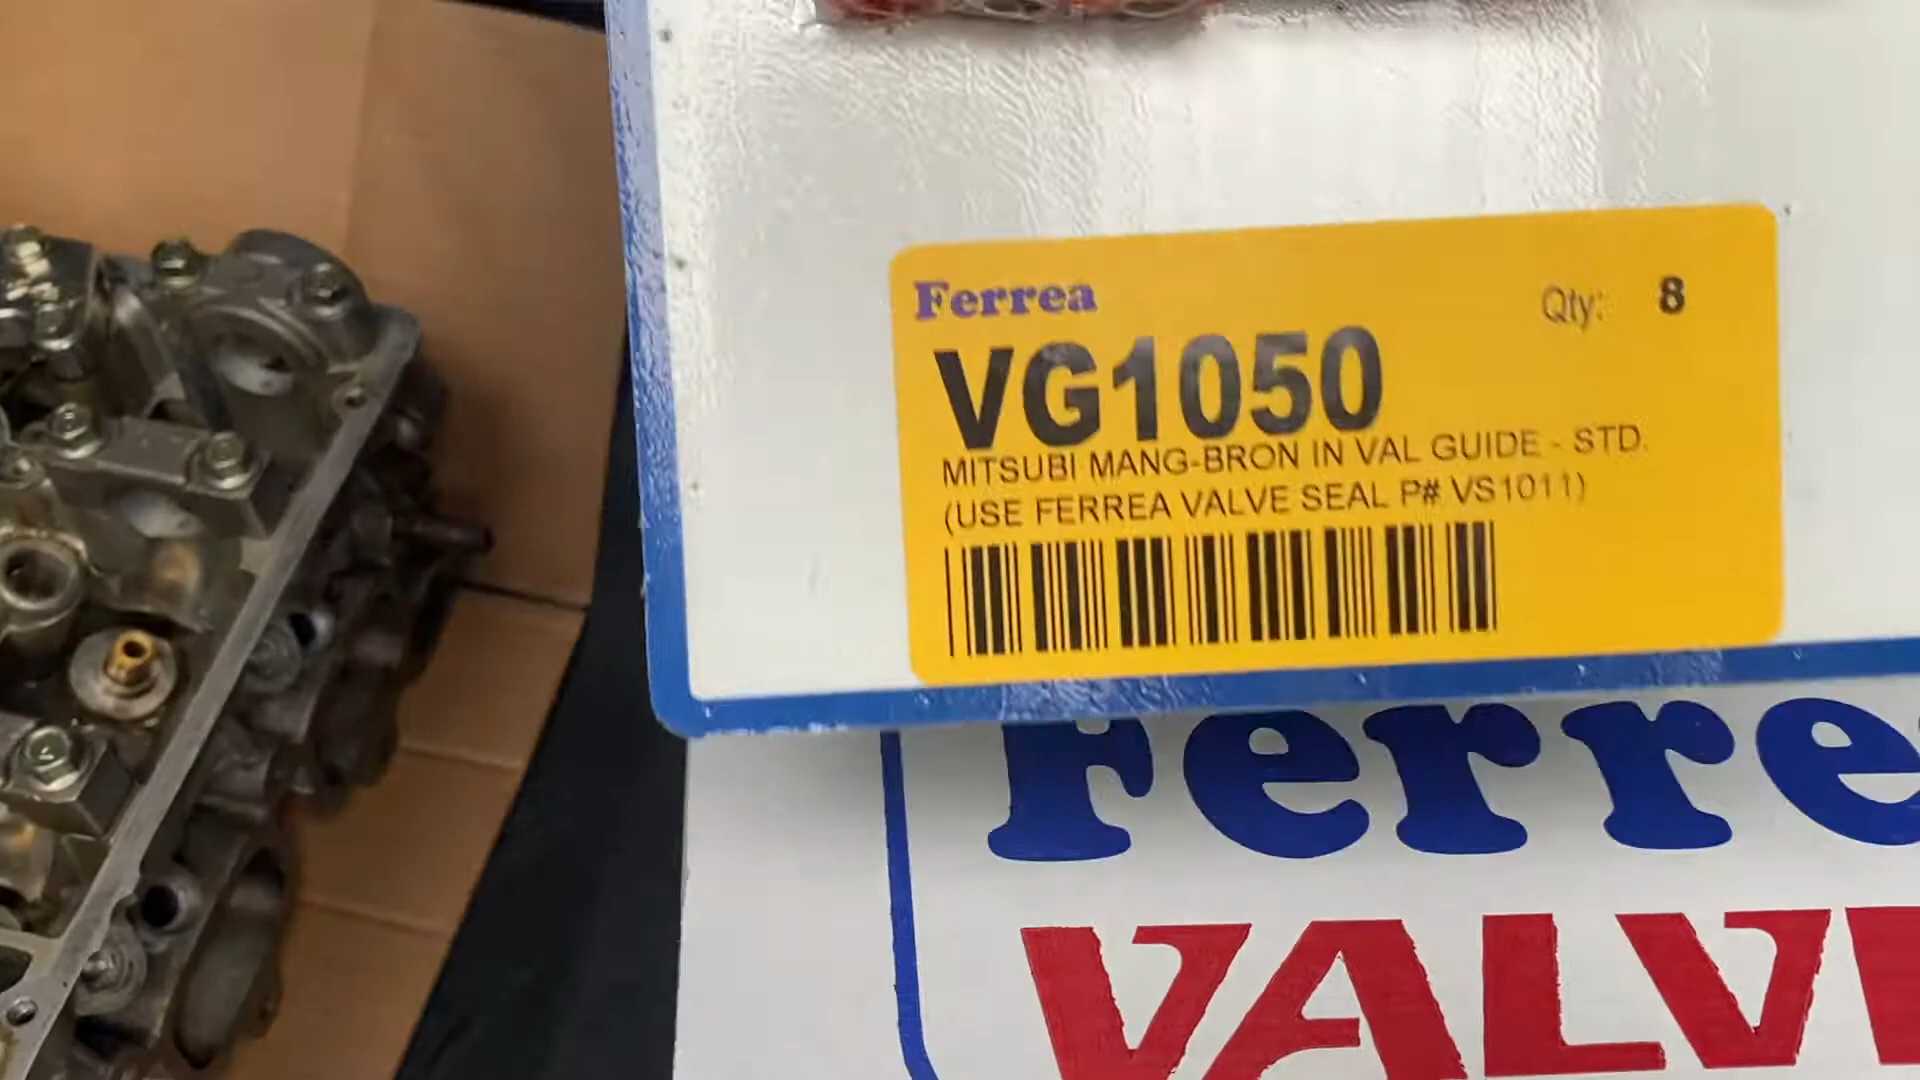 Ferrea
Qty: 8
VG1050
MITSUBI MANG-BRON IN VAL GUIDE - STD.
(USE FERREA VALVE SEAL P# VS1011)
Ferre
VALV